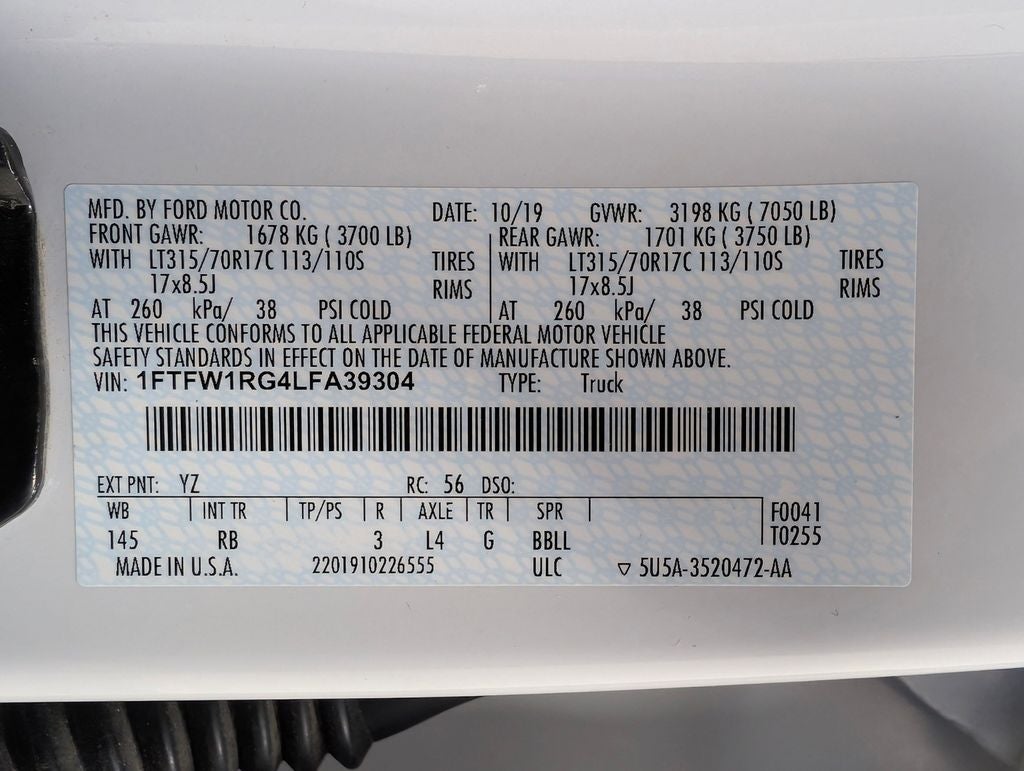 MFD. BY FORD MOTOR CO. DATE: 10/19 GVWR: 3198 KG ( 7050 LB)
FRONT GAWR: 1678 KG ( 3700 LB) REAR GAWR: 1701 KG ( 3750 LB)
WITH LT315/70R17C 113/110S TIRES WITH LT315/70R17C 113/110S TIRES
17x8.5J RIMS 17x8.5J RIMS
AT 260 kPa/ 38 PSI COLD AT 260 kPa/ 38 PSI COLD
THIS VEHICLE CONFORMS TO ALL APPLICABLE FEDERAL MOTOR VEHICLE
SAFETY STANDARDS IN EFFECT ON THE DATE OF MANUFACTURE SHOWN ABOVE.
VIN: 1FTFW1RG4LFA39304 TYPE: Truck
EXT PNT: YZ RC: 56 DSO:
WB INT TR TP/PS R AXLE TR SPR F0041
145 RB 3 L4 G BBLL T0255
MADE IN U.S.A. 2201910226555 ULC ▽ 5U5A-3520472-AA